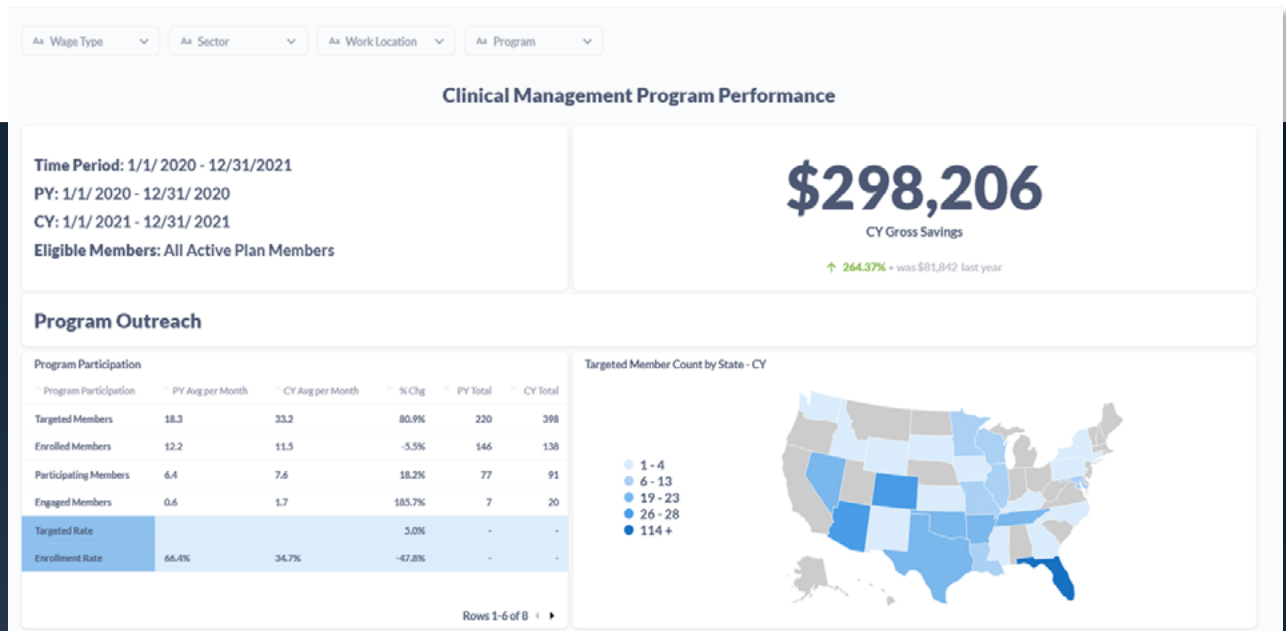 Aa Wage Type Aa Sector Aa Work Location Aa Program
Clinical Management Program Performance
Time Period: 1/1/ 2020 - 12/31/2021
PY: 1/1/ 2020 - 12/31/ 2020
CY: 1/1/ 2021 - 12/31/ 2021
Eligible Members: All Active Plan Members
$298,206
CY Gross Savings
↑ 264.37% • was $81,842 last year
Program Outreach
Program Participation
Program Participation PY Avg per Month CY Avg per Month % Chg PY Total CY Total
Targeted Members 18.3 33.2 80.9% 220 398
Enrolled Members 12.2 11.5 -5.5% 146 138
Participating Members 6.4 7.6 18.2% 77 91
Engaged Members 0.6 1.7 185.7% 7 20
Targeted Rate 5.0% - -
Enrollment Rate 66.4% 34.7% -47.8% - -
Rows 1-6 of 8
Targeted Member Count by State - CY
1 - 4
6 - 13
19 - 23
26 - 28
114 +